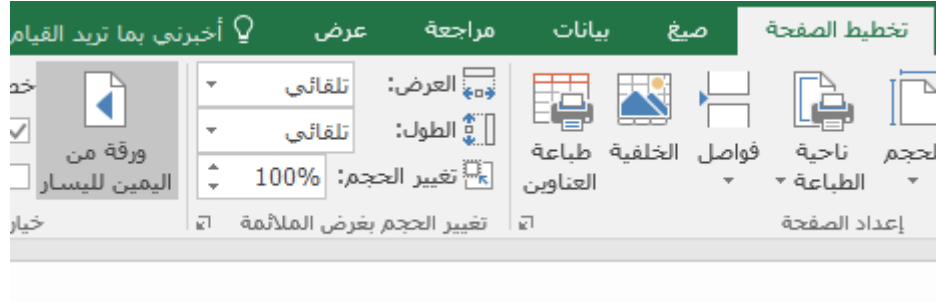 تخطيط الصفحة
صيغ
بيانات
مراجعة
عرض
أخبرني بما تريد القيام
لحجم
ناحية
الطباعة
فواصل
الخلفية
طباعة
العناوين
العرض: تلقائي
الطول: تلقائي
تغيير الحجم: 100%
ورقة من
اليمين لليسار
إعداد الصفحة
تغيير الحجم بغرض الملائمة